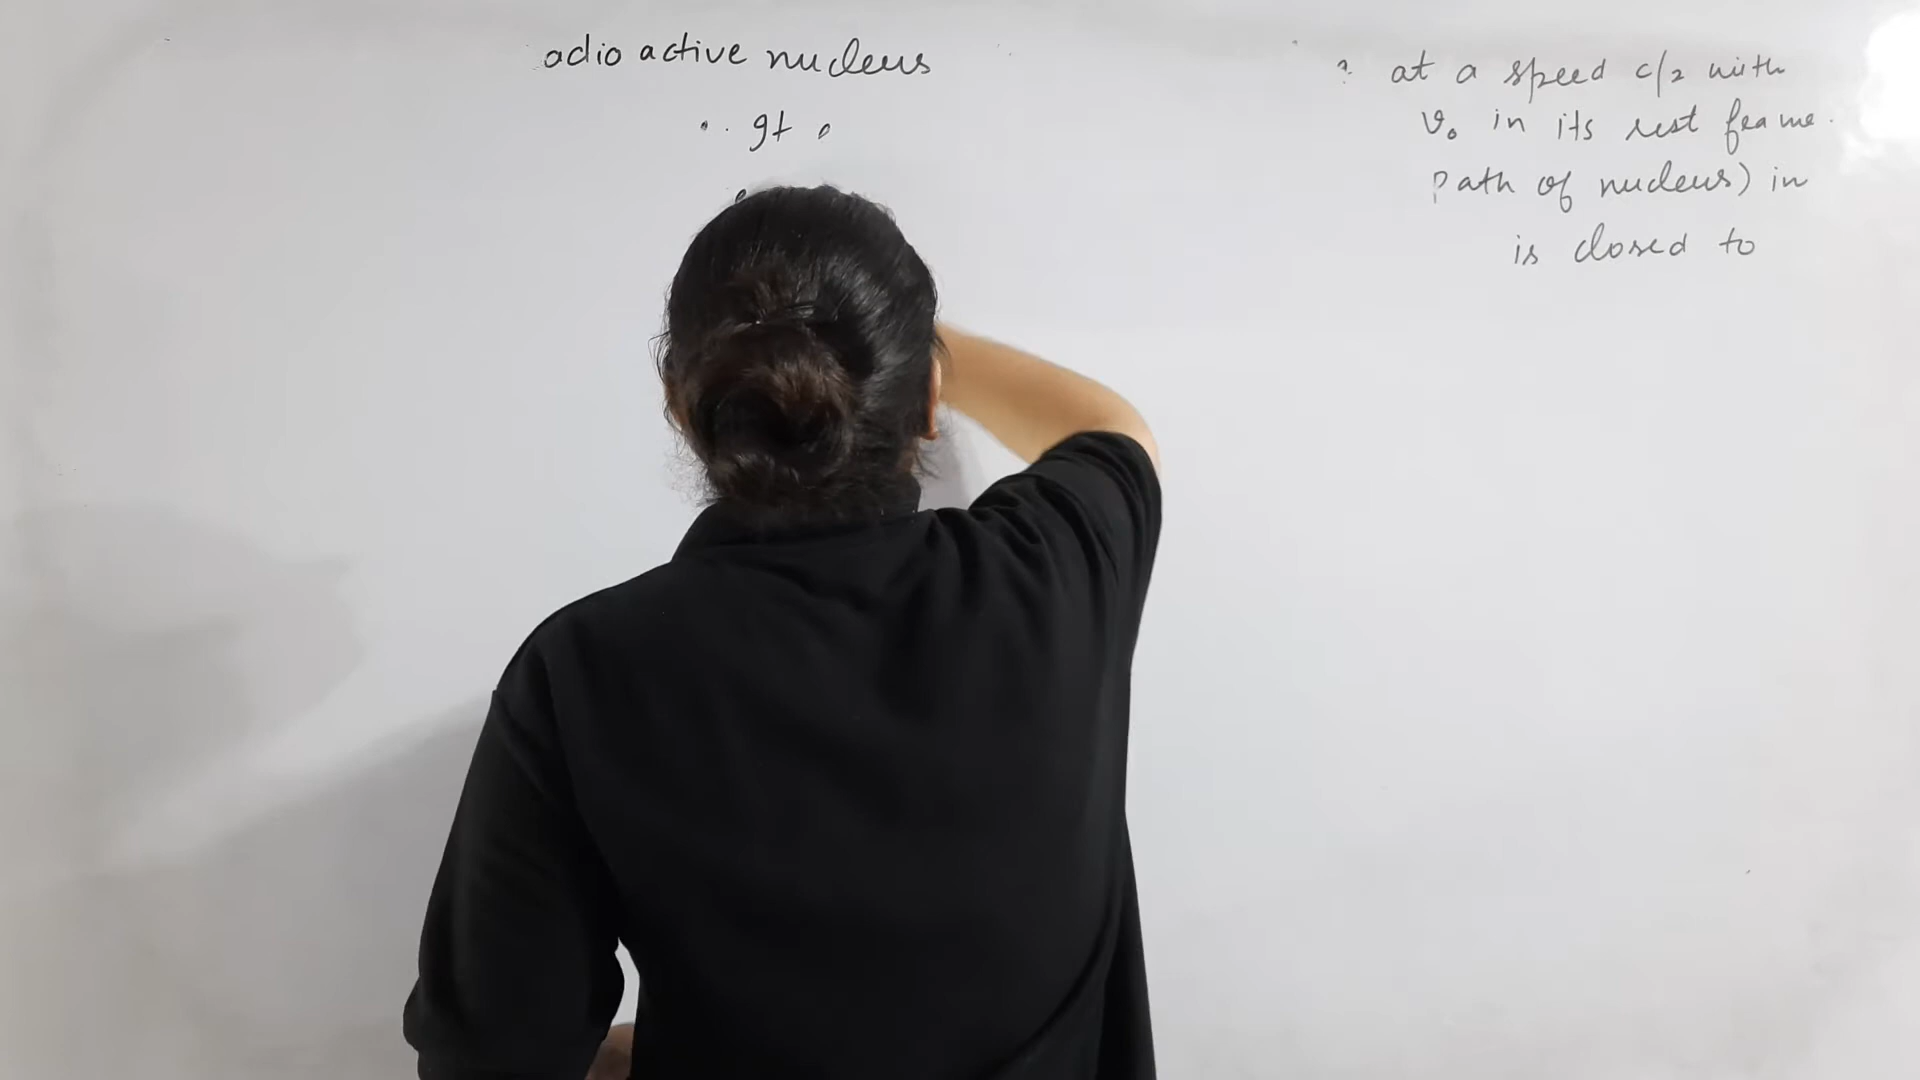 adio active nucleus
gt
at a speed c/2 with
v₀ in its rest frame.
path of nucleus) in
is closed to